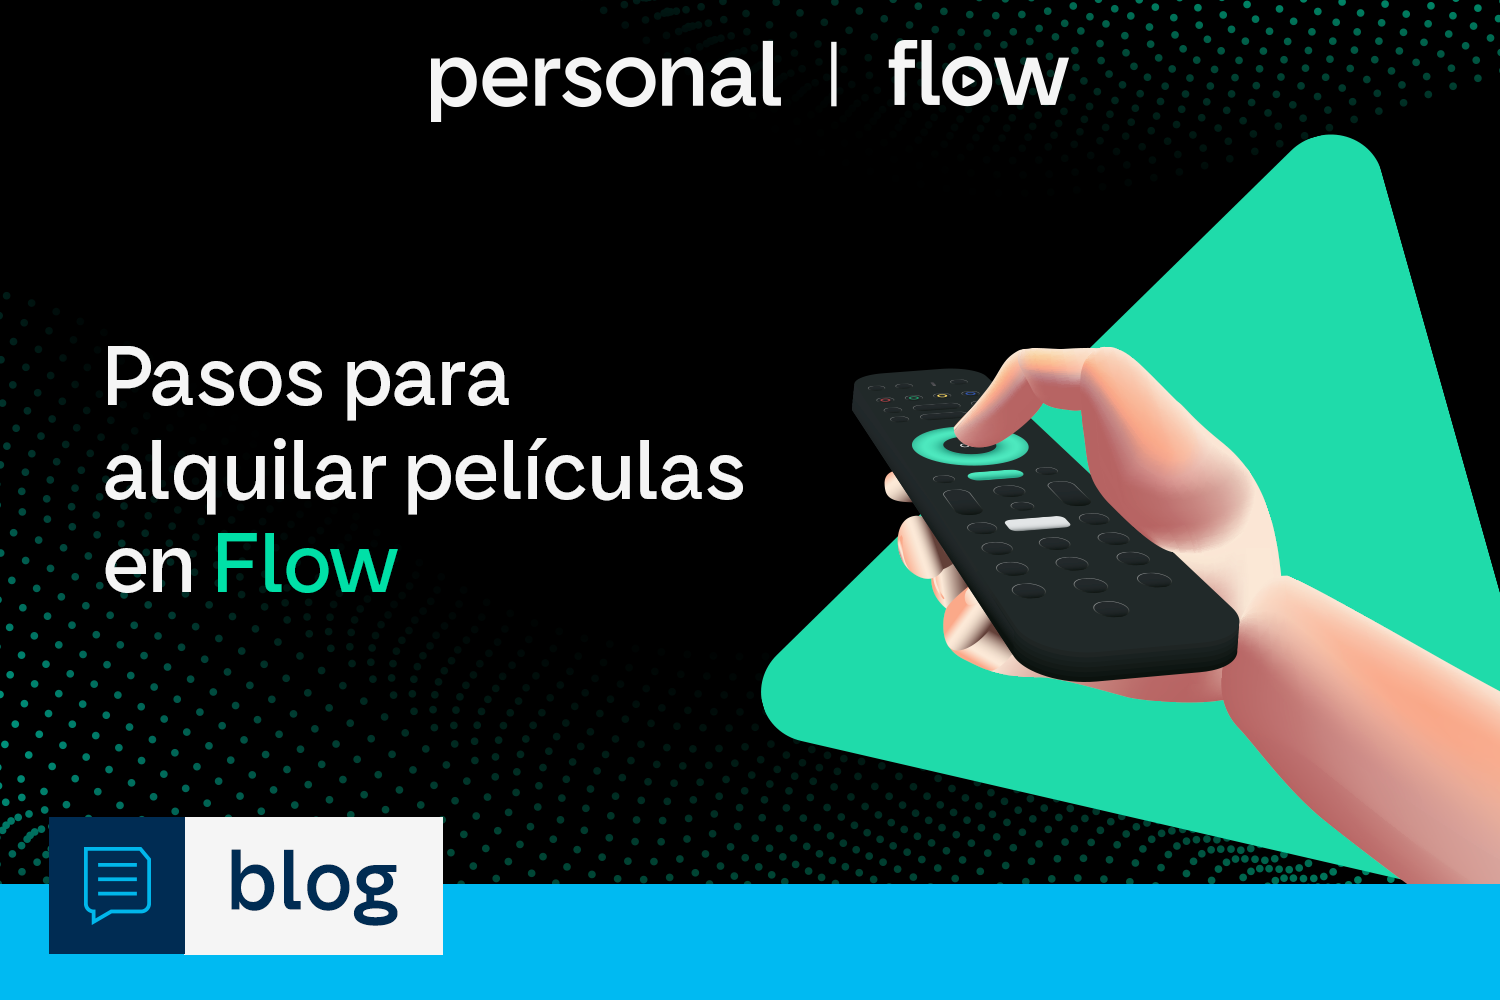 personal | flow
Pasos para
alquilar películas
en Flow
blog